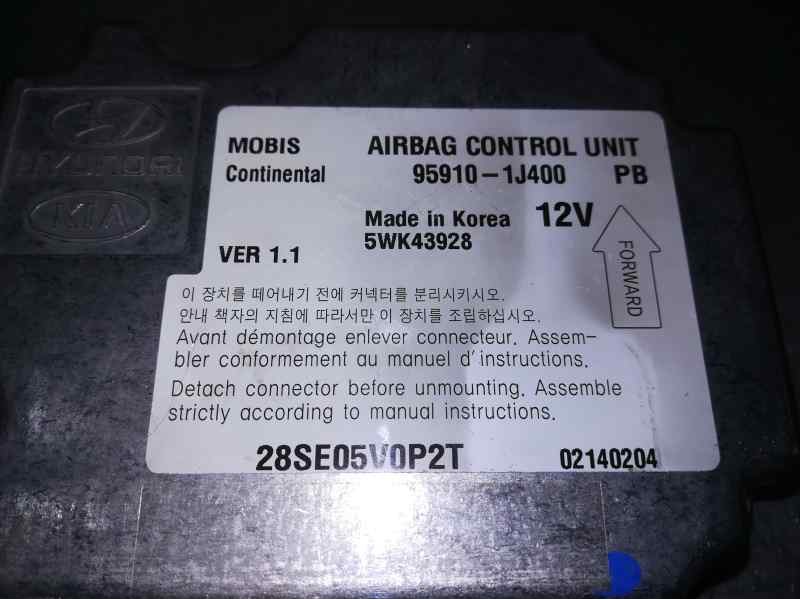 HYUNDAI
KIA
MOBIS AIRBAG CONTROL UNIT
Continental 95910-1J400 PB
Made in Korea 12V
5WK43928
VER 1.1
FORWARD
이 장치를 떼어내기 전에 커넥터를 분리시키시오.
안내 책자의 지침에 따라서만 이 장치를 조립하십시오.
Avant démontage enlever connecteur. Assem-
bler conformement au manuel d'instructions.
Detach connector before unmounting. Assemble
strictly according to manual instructions.
28SE05V0P2T 02140204